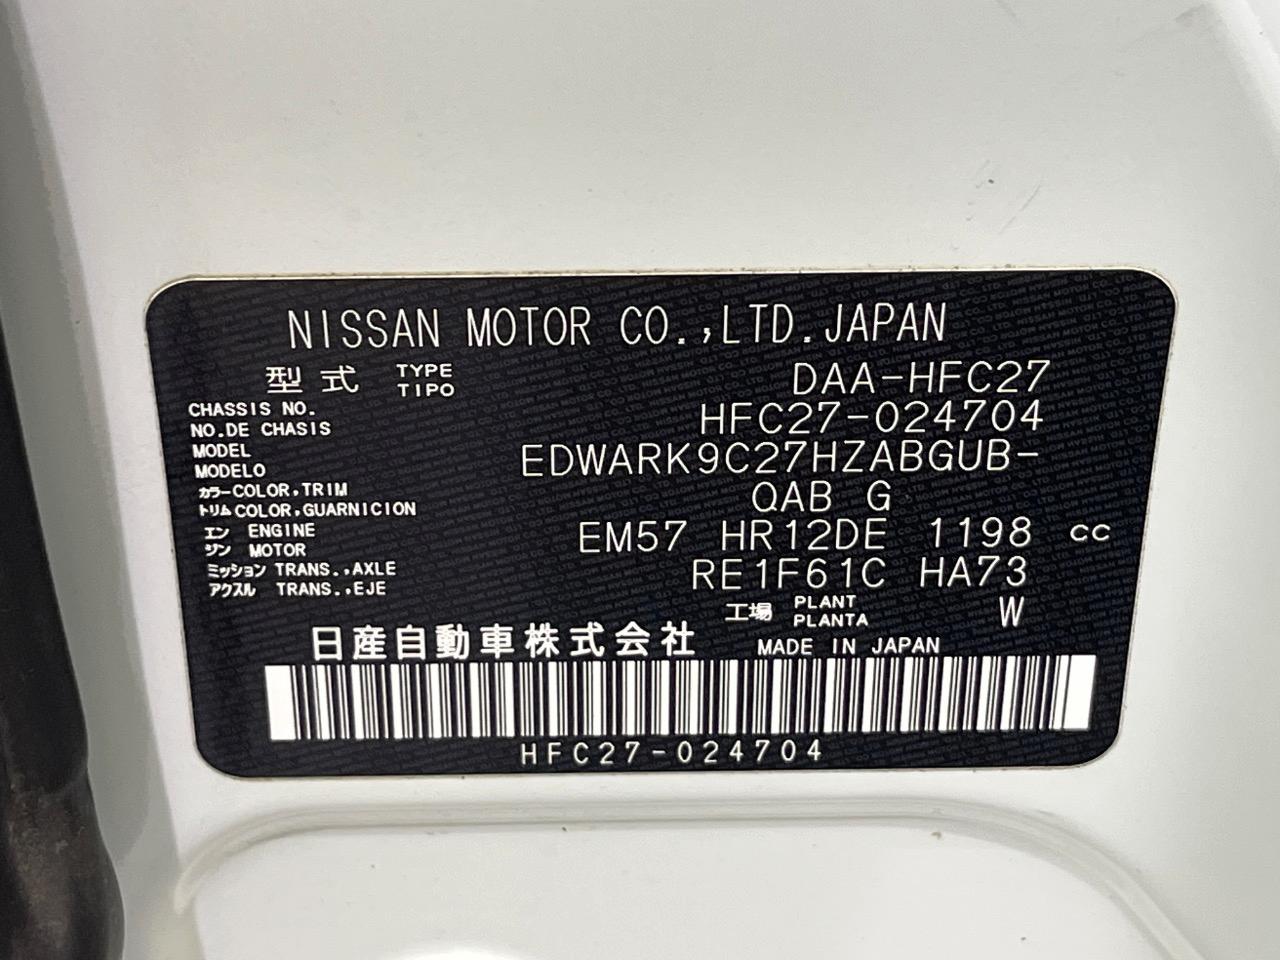 NISSAN MOTOR CO.,LTD.JAPAN
型式 TYPE TIPO DAA-HFC27
CHASSIS NO. NO.DE CHASIS HFC27-024704
MODEL MODELO EDWARK9C27HZABGUB-
カラー COLOR,TRIM トリム COLOR,GUARNICION QAB G
エンジン ENGINE MOTOR EM57 HR12DE 1198 cc
ミッション TRANS.,AXLE アクスル TRANS.,EJE RE1F61C HA73
工場 PLANT PLANTA W
日産自動車株式会社 MADE IN JAPAN
HFC27-024704